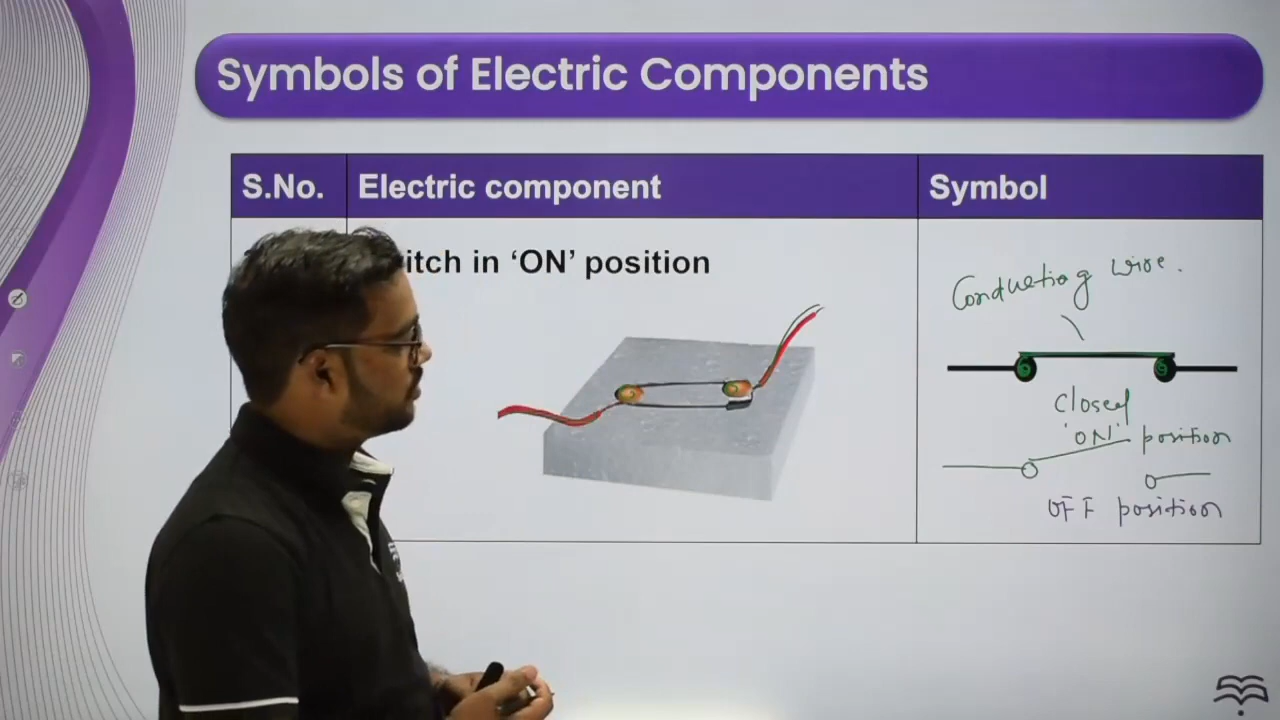 Symbols of Electric Components
S.No. Electric component Symbol
itch in ‘ON’ position
Conducting wire.
closed
'ON' position
OFF position